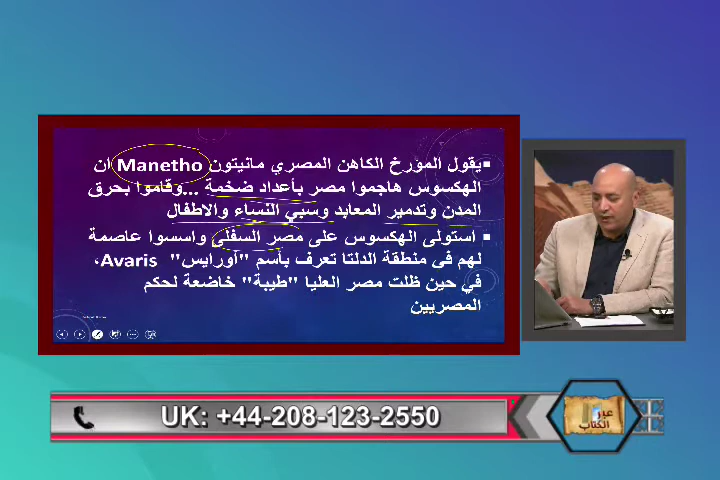 ▪يقول المورخ الكاهن المصري مانيتون Manetho ان
الهكسوس هاجموا مصر بأعداد ضخمة ...وقاموا بحرق
المدن وتدمير المعابد وسبي النساء والاطفال
▪ استولى الهكسوس على مصر السفلى واسسوا عاصمة
لهم فى منطقة الدلتا تعرف بأسم "أورايس" Avaris،
في حين ظلت مصر العليا "طيبة" خاضعة لحكم
المصريين
UK: +44-208-123-2550
عبر
الكتاب